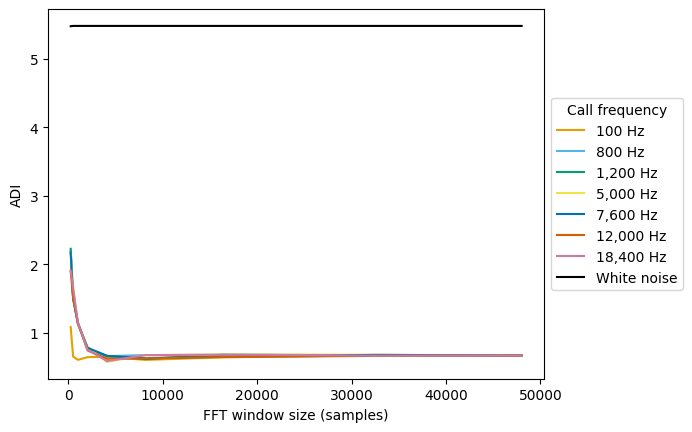 5
4
3
2
1
ADI
0
10000
20000
30000
40000
50000
FFT window size (samples)
Call frequency
100 Hz
800 Hz
1,200 Hz
5,000 Hz
7,600 Hz
12,000 Hz
18,400 Hz
White noise